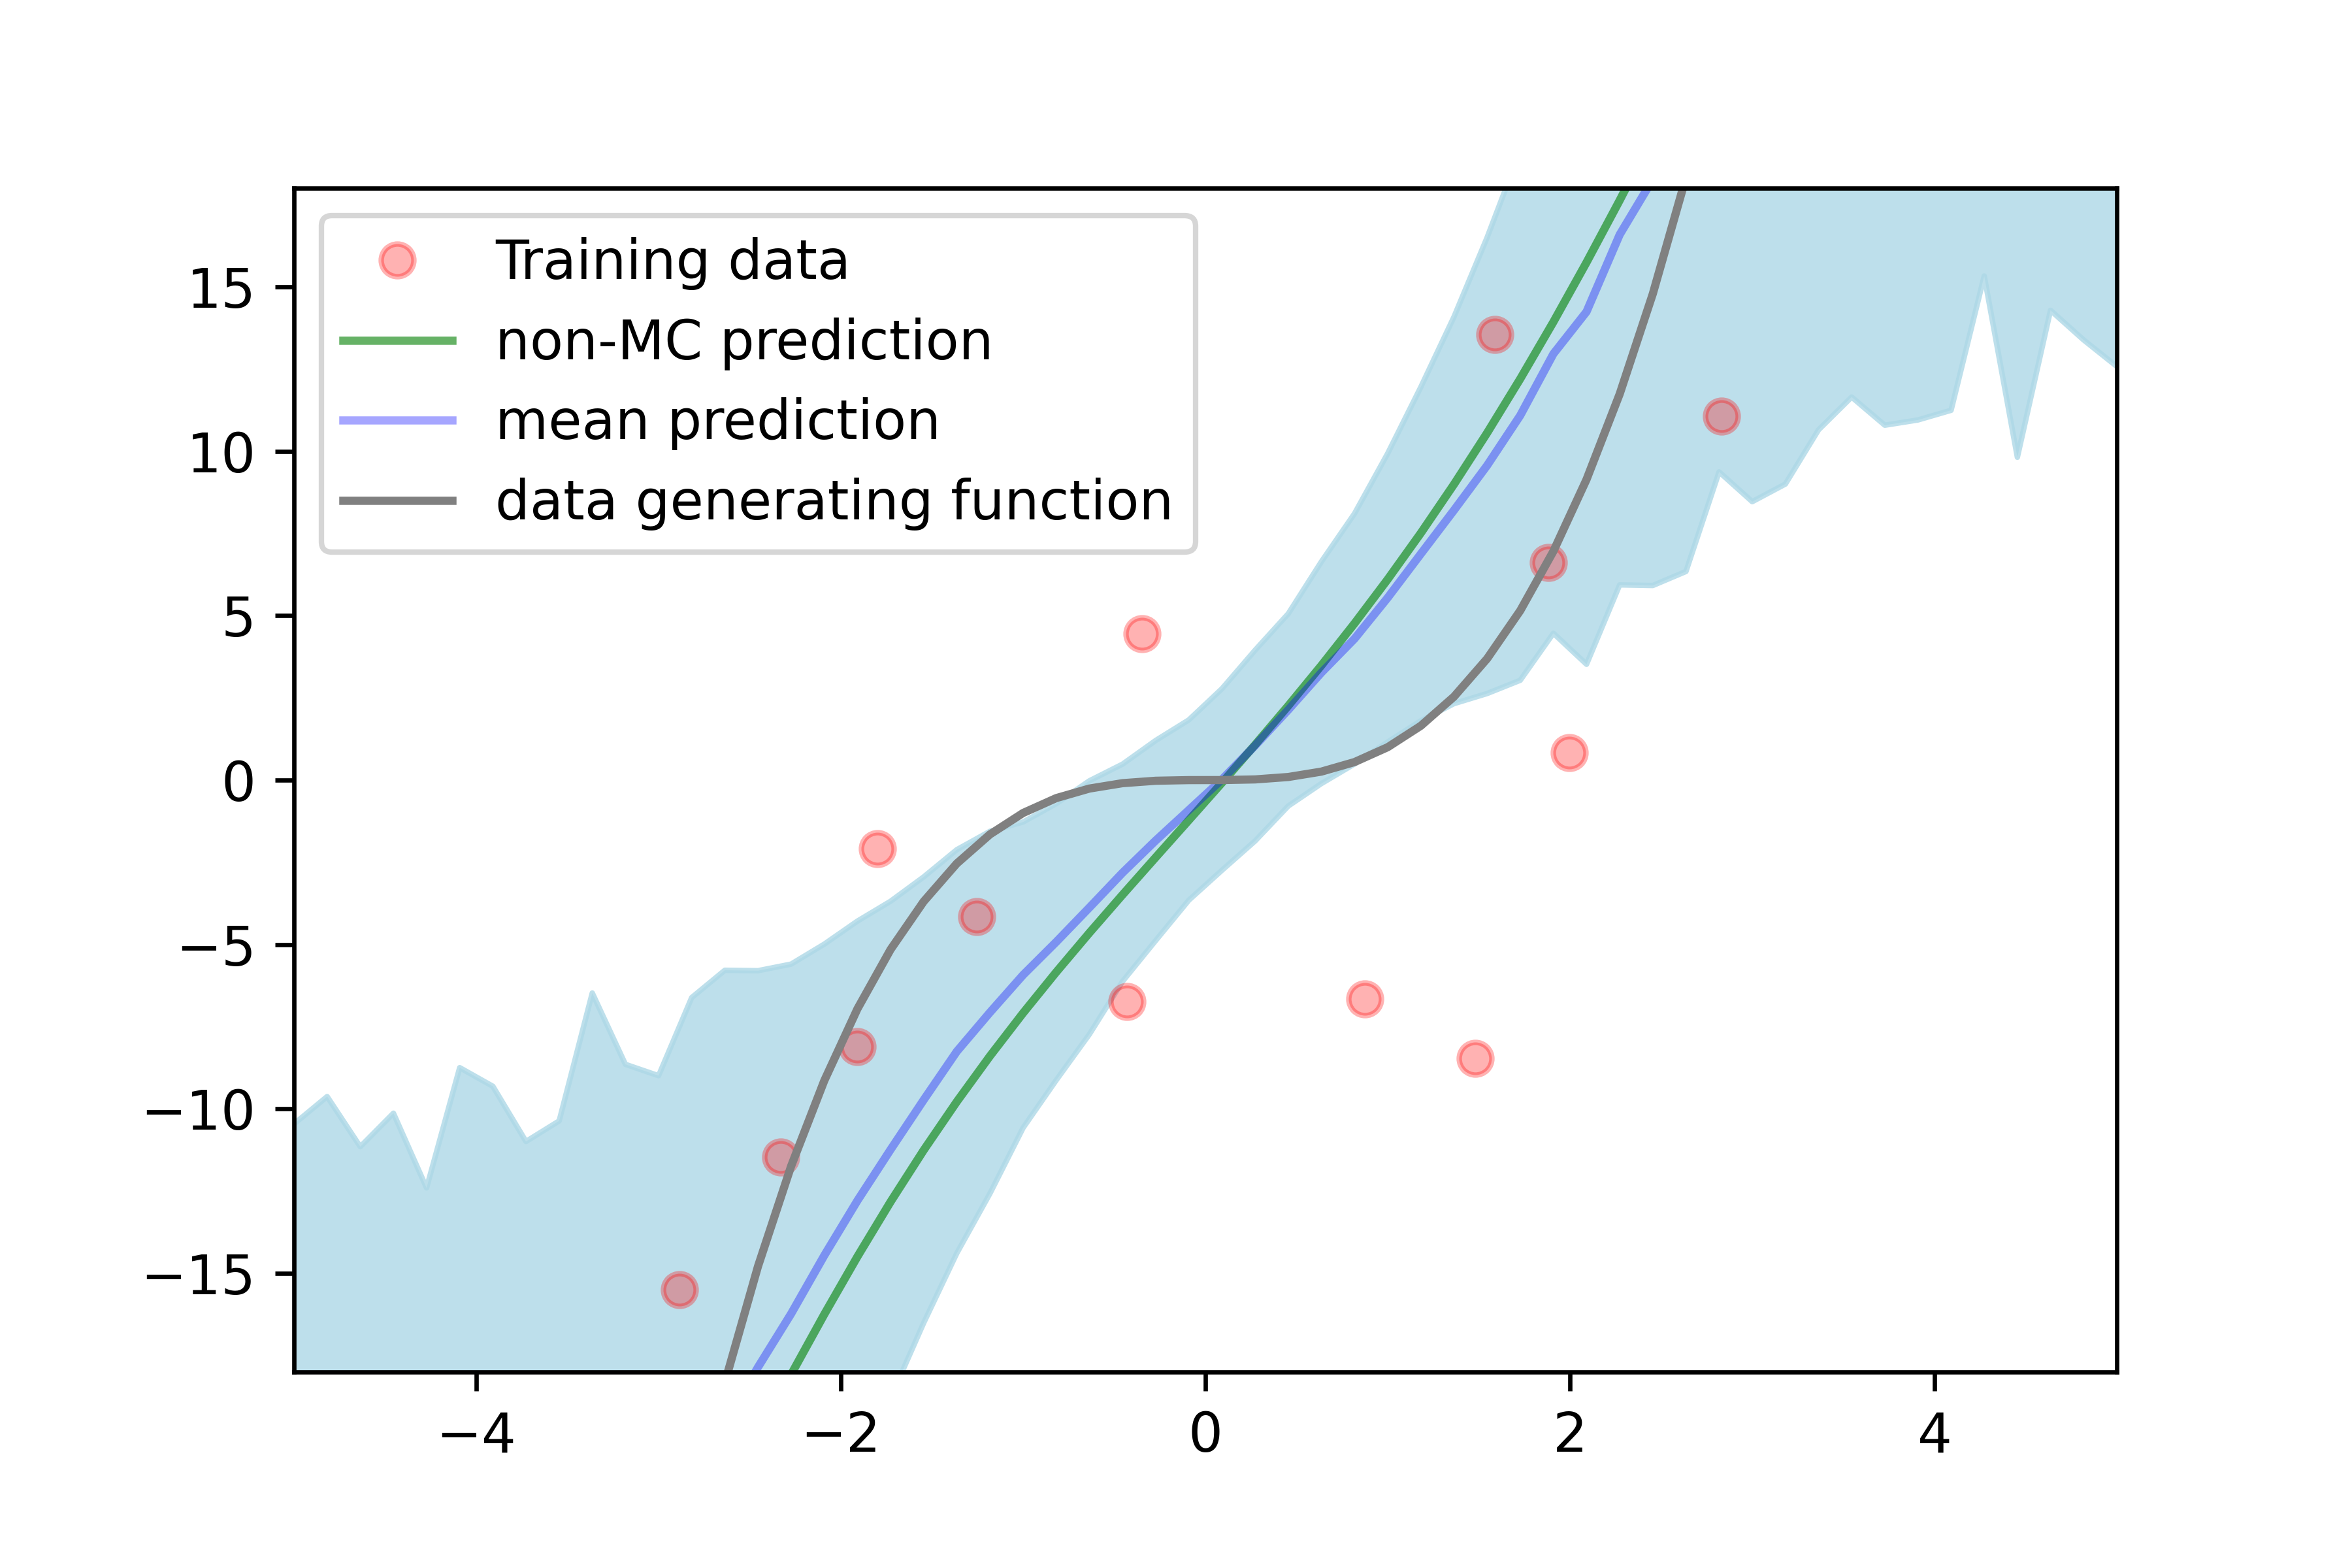 Training data
non-MC prediction
mean prediction
data generating function
15
10
5
0
−5
−10
−15
−4 −2 0 2 4